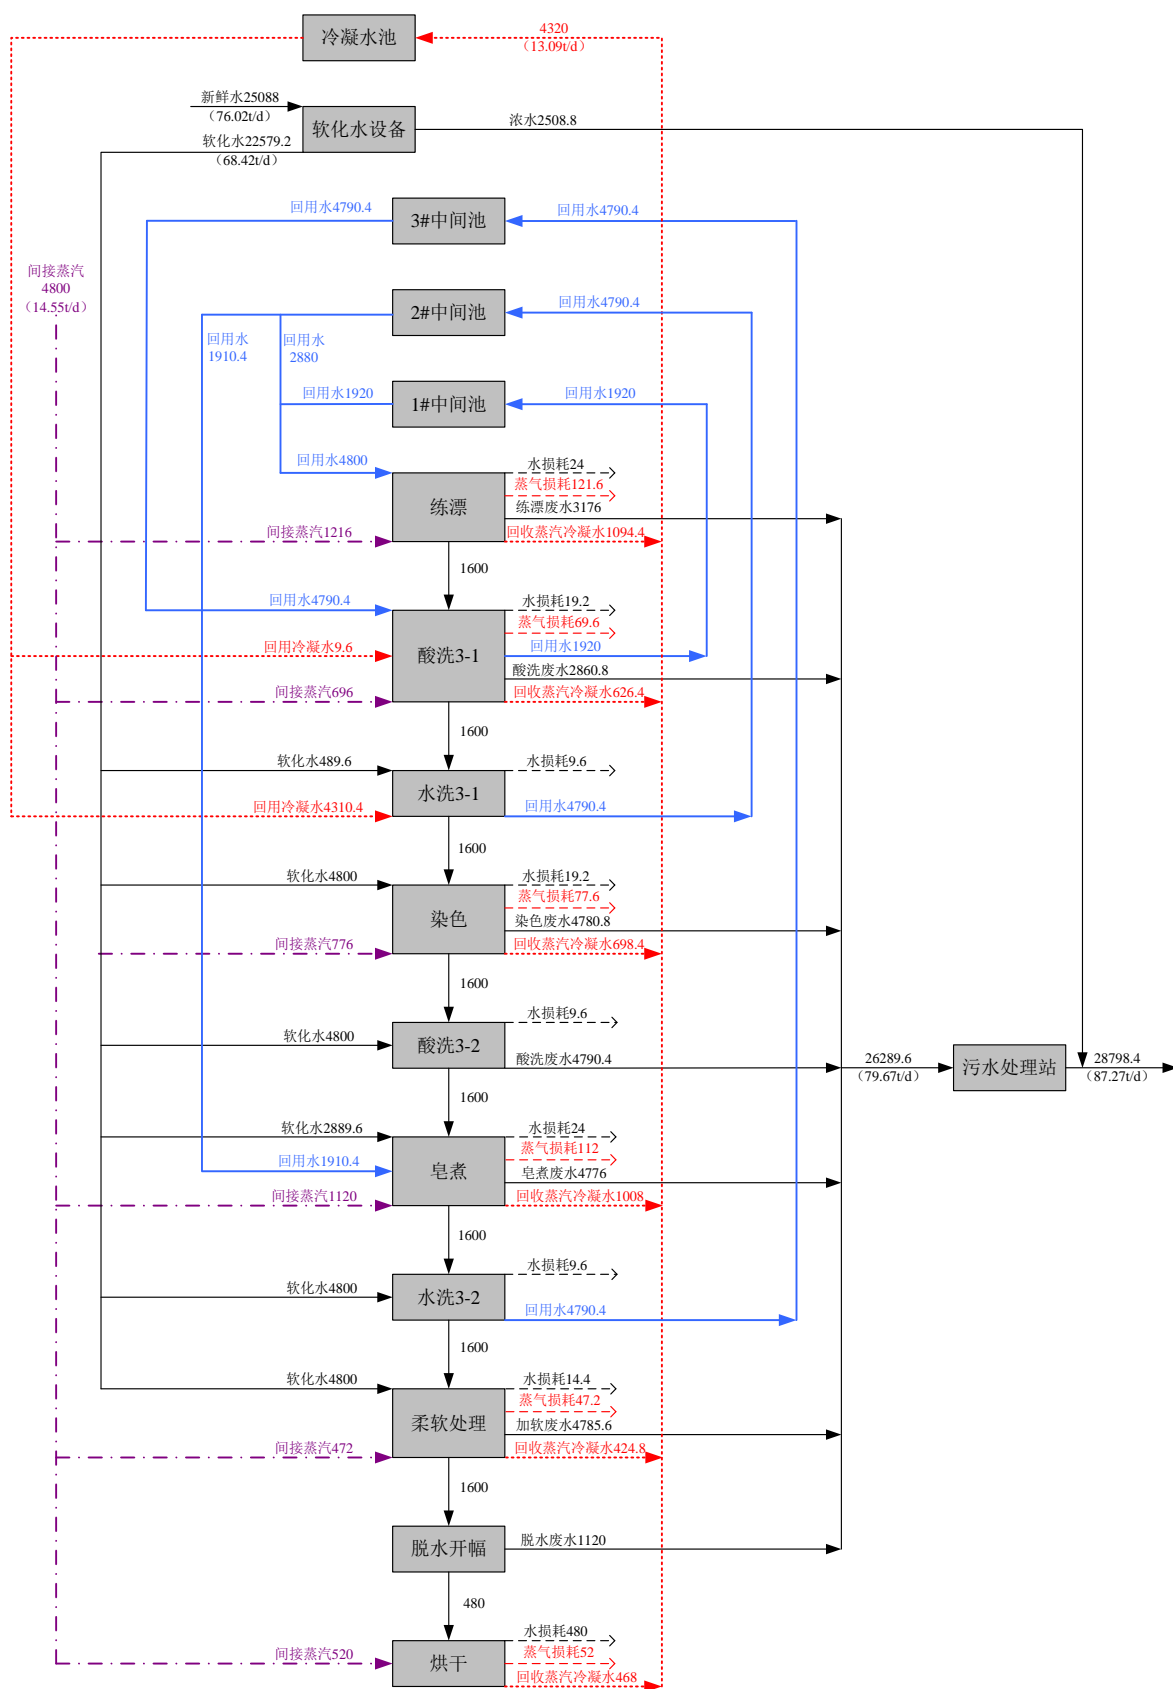 冷凝水池
4320
（13.09t/d）
新鲜水25088
（76.02t/d）
软化水设备
浓水2508.8
软化水22579.2
（68.42t/d）
回用水4790.4
3#中间池
回用水4790.4
间接蒸汽
4800
（14.55t/d）
2#中间池
回用水4790.4
回用水
1910.4
回用水
2880
回用水1920
1#中间池
回用水1920
回用水4800
练漂
水损耗24
蒸气损耗121.6
练漂废水3176
间接蒸汽1216
回收蒸汽冷凝水1094.4
1600
回用水4790.4
水损耗19.2
蒸气损耗69.6
回用冷凝水9.6
酸洗3-1
回用水1920
酸洗废水2860.8
间接蒸汽696
回收蒸汽冷凝水626.4
1600
软化水489.6
水损耗9.6
水洗3-1
回用冷凝水4310.4
回用水4790.4
1600
软化水4800
水损耗19.2
蒸气损耗77.6
染色
染色废水4780.8
间接蒸汽776
回收蒸汽冷凝水698.4
1600
水损耗9.6
软化水4800
酸洗3-2
酸洗废水4790.4
26289.6
（79.67t/d）
污水处理站
28798.4
（87.27t/d）
1600
软化水2889.6
水损耗24
蒸气损耗112
回用水1910.4
皂煮
皂煮废水4776
间接蒸汽1120
回收蒸汽冷凝水1008
1600
水损耗9.6
软化水4800
水洗3-2
回用水4790.4
1600
软化水4800
水损耗14.4
蒸气损耗47.2
柔软处理
加软废水4785.6
间接蒸汽472
回收蒸汽冷凝水424.8
1600
脱水开幅
脱水废水1120
480
水损耗480
间接蒸汽520
蒸气损耗52
烘干
回收蒸汽冷凝水468